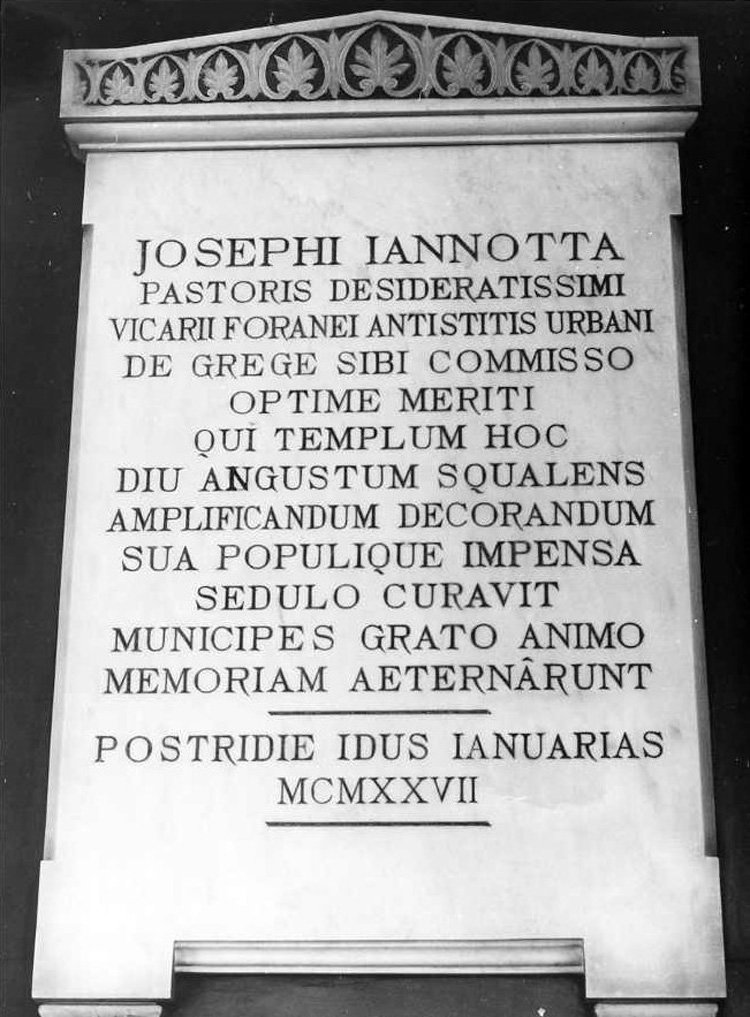 JOSEPHI IANNOTTA
PASTORIS DESIDERATISSIMI
VICARII FORANEI ANTISTITIS URBANI
DE GREGE SIBI COMMISSO
OPTIME MERITI
QUI TEMPLUM HOC
DIU ANGUSTUM SQUALENS
AMPLIFICANDUM DECORANDUM
SUA POPULIQUE IMPENSA
SEDULO CURAVIT
MUNICIPES GRATO ANIMO
MEMORIAM AETERNÂRUNT
POSTRIDIE IDUS IANUARIAS
MCMXXVII